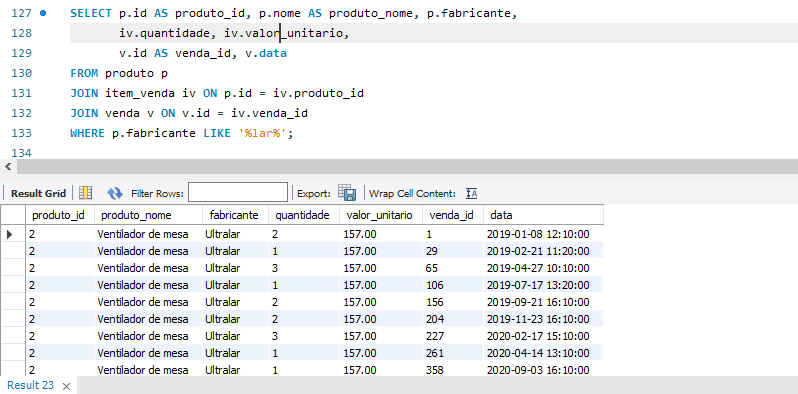 127 SELECT p.id AS produto_id, p.nome AS produto_nome, p.fabricante,
128 iv.quantidade, iv.valor_unitario,
129 v.id AS venda_id, v.data
130 FROM produto p
131 JOIN item_venda iv ON p.id = iv.produto_id
132 JOIN venda v ON v.id = iv.venda_id
133 WHERE p.fabricante LIKE '%lar%';
134
Result Grid Filter Rows: Export: Wrap Cell Content: IA
produto_id produto_nome fabricante quantidade valor_unitario venda_id data
2 Ventilador de mesa Ultralar 2 157.00 1 2019-01-08 12:10:00
2 Ventilador de mesa Ultralar 1 157.00 29 2019-02-21 11:20:00
2 Ventilador de mesa Ultralar 3 157.00 65 2019-04-27 10:10:00
2 Ventilador de mesa Ultralar 1 157.00 106 2019-07-17 13:20:00
2 Ventilador de mesa Ultralar 2 157.00 156 2019-09-21 16:10:00
2 Ventilador de mesa Ultralar 2 157.00 204 2019-11-23 16:10:00
2 Ventilador de mesa Ultralar 3 157.00 227 2020-02-17 15:10:00
2 Ventilador de mesa Ultralar 1 157.00 261 2020-04-14 13:10:00
2 Ventilador de mesa Ultralar 1 157.00 358 2020-09-03 16:10:00
Result 23